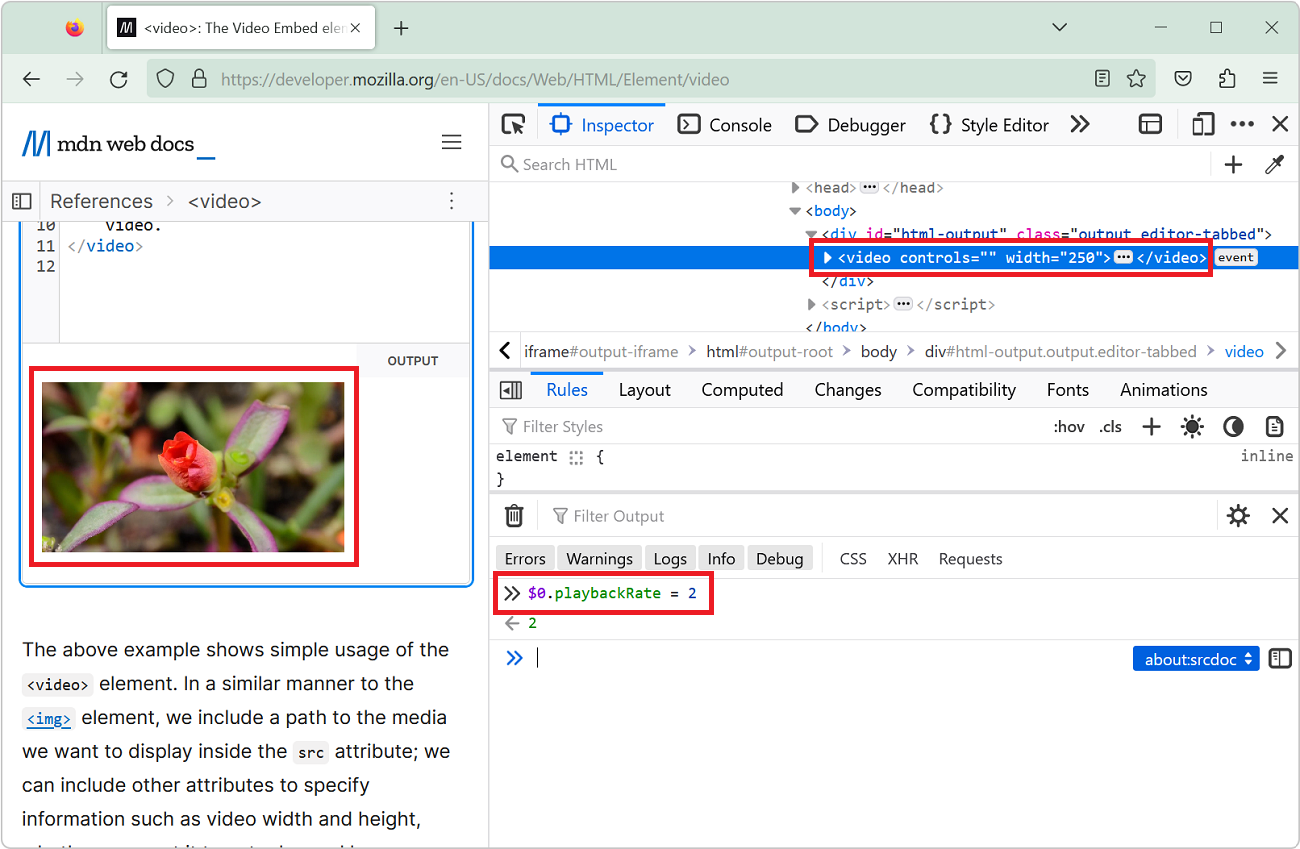 <video>: The Video Embed elen
https://developer.mozilla.org/en-US/docs/Web/HTML/Element/video
mdn web docs _
References > <video>
10 video.
11 </video>
12
OUTPUT
The above example shows simple usage of the
<video> element. In a similar manner to the
<img> element, we include a path to the media
we want to display inside the src attribute; we
can include other attributes to specify
information such as video width and height,
Inspector Console Debugger {} Style Editor
Search HTML
<head> ••• </head>
<body>
<div id="html-output" class="output editor-tabbed">
<video controls="" width="250"> ••• </video> event
</div>
<script> ••• </script>
</body>
iframe#output-iframe > html#output-root > body > div#html-output.output.editor-tabbed > video
Rules Layout Computed Changes Compatibility Fonts Animations
Filter Styles :hov .cls
element { inline
}
Filter Output
Errors Warnings Logs Info Debug CSS XHR Requests
>> $0.playbackRate = 2
← 2
>> about:srcdoc